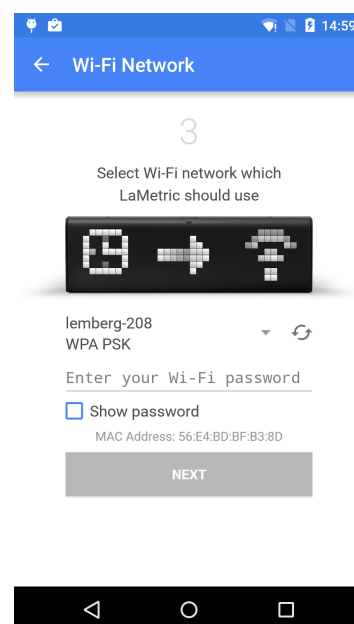 14:59
Wi-Fi Network
3
Select Wi-Fi network which
LaMetric should use
lemberg-208
WPA PSK
Enter your Wi-Fi password
Show password
MAC Address: 56:E4:BD:BF:B3:8D
NEXT